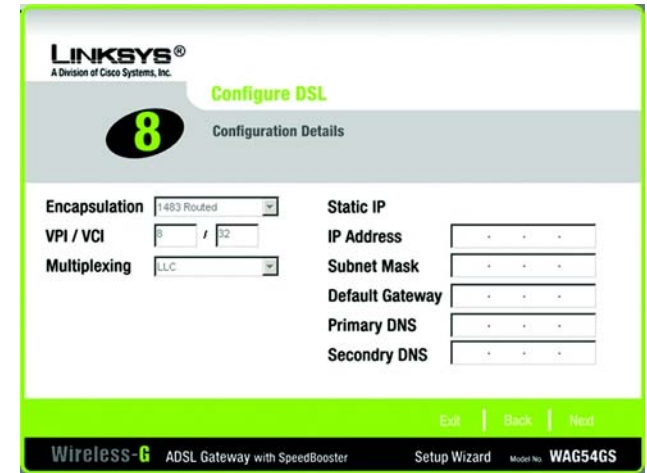 LINKSYS®
A Division of Cisco Systems, Inc.
Configure DSL
8
Configuration Details
Encapsulation 1483 Routed
VPI / VCI 8 / 32
Multiplexing LLC
Static IP
IP Address . . .
Subnet Mask . . .
Default Gateway . . .
Primary DNS . . .
Secondry DNS . . .
Exit | Back | Next
Wireless-G ADSL Gateway with SpeedBooster Setup Wizard Model No. WAG54GS